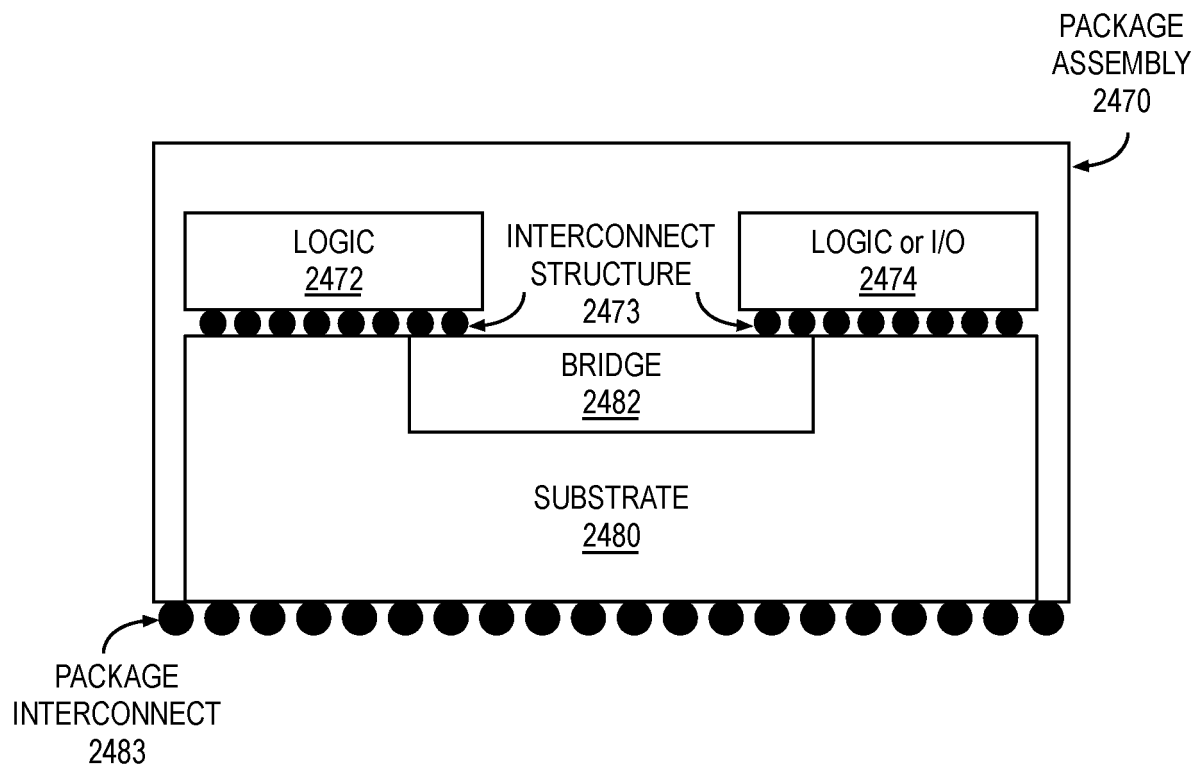 PACKAGE
ASSEMBLY
2470
LOGIC
2472
INTERCONNECT
STRUCTURE
2473
LOGIC or I/O
2474
BRIDGE
2482
SUBSTRATE
2480
PACKAGE
INTERCONNECT
2483